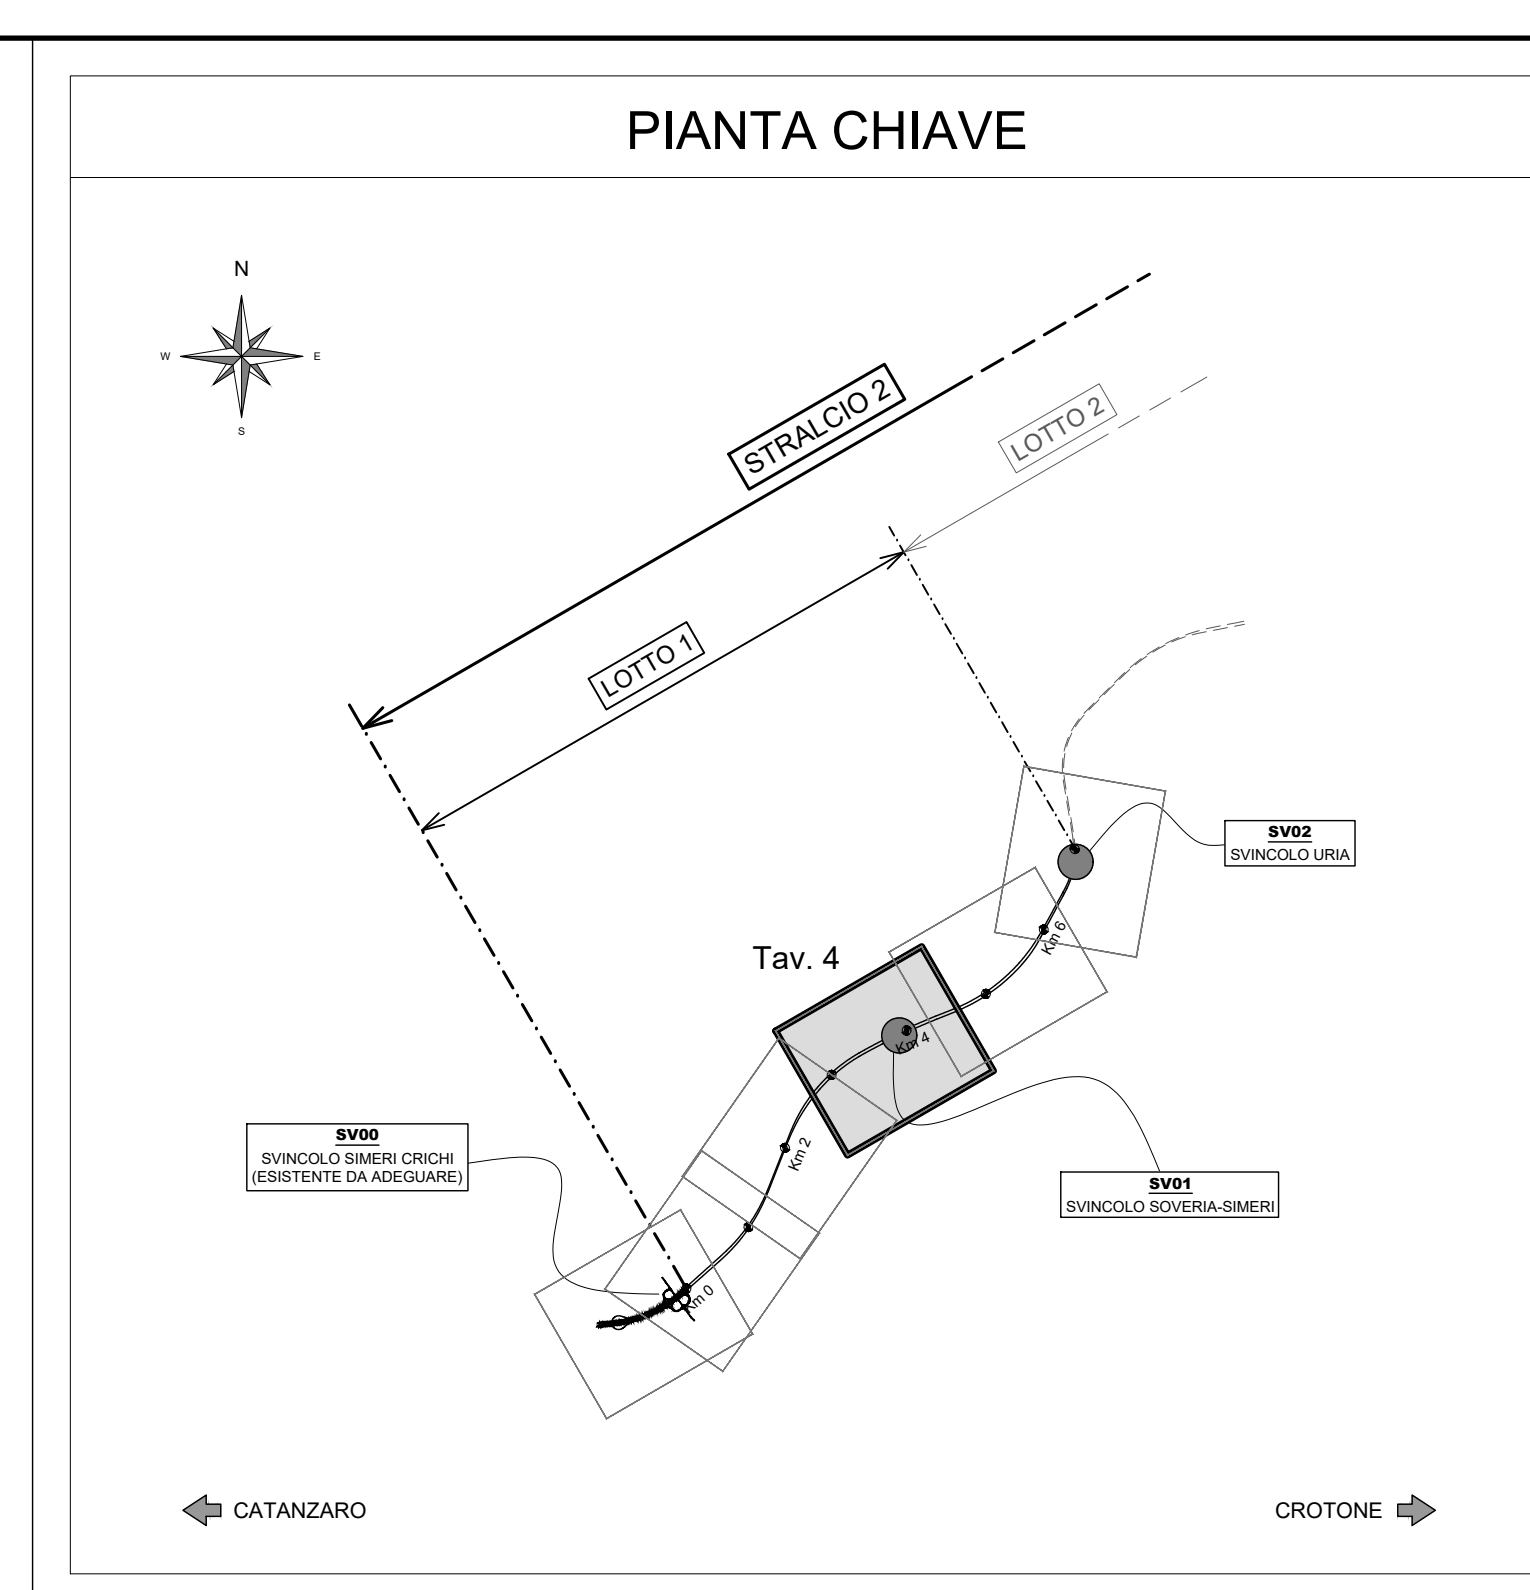 PIANTA CHIAVE
N
W
E
S
STRALCIO 2
LOTTO 2
LOTTO 1
SV02
SVINCOLO URIA
Km 6
Tav. 4
Km 4
SV00
SVINCOLO SIMERI CRICHI
(ESISTENTE DA ADEGUARE)
Km 2
SV01
SVINCOLO SOVERIA-SIMERI
Km 0
CATANZARO
CROTONE